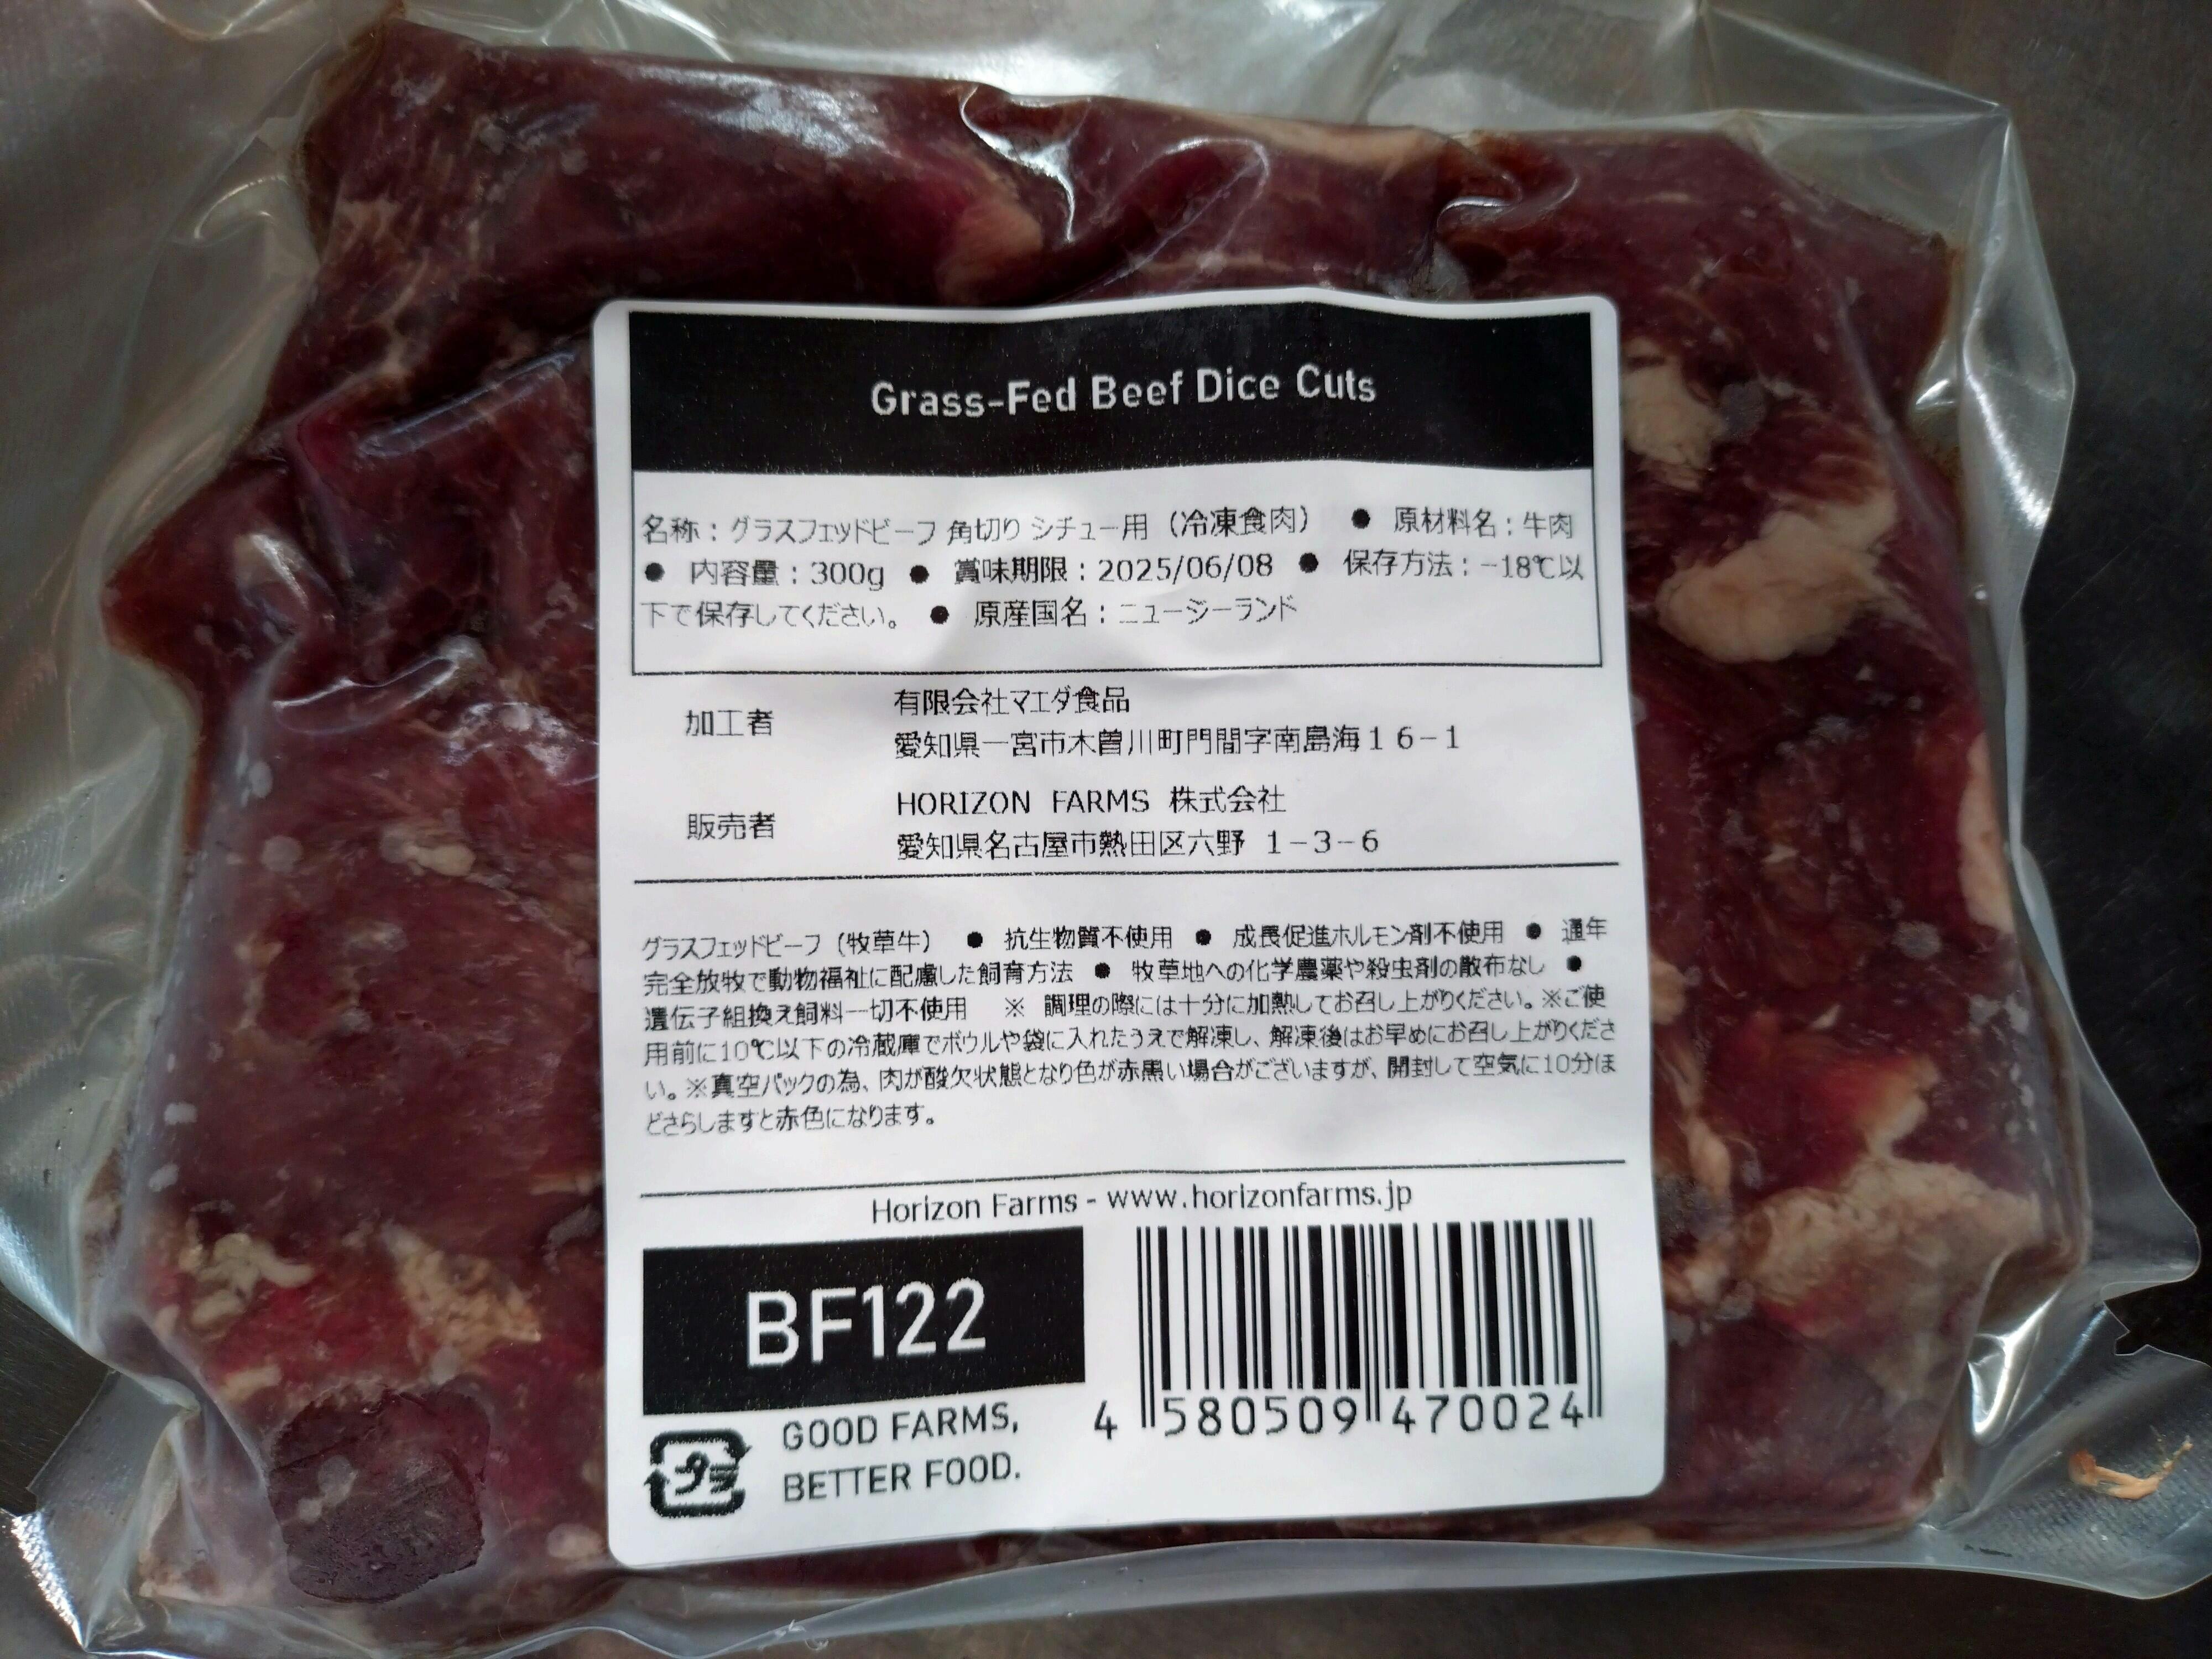 Grass-Fed Beef Dice Cuts
名称：グラスフェッドビーフ 角切り シチュー用（冷凍食肉） ● 原材料名：牛肉
● 内容量：300g ● 賞味期限：2025/06/08 ● 保存方法：-18℃以
下で保存してください。 ● 原産国名：ニュージーランド
加工者
有限会社マエダ食品
愛知県一宮市木曽川町門間字南島海１６−１
販売者
HORIZON FARMS 株式会社
愛知県名古屋市熱田区六野 １−３−６
グラスフェッドビーフ（牧草牛） ● 抗生物質不使用 ● 成長促進ホルモン剤不使用 ● 通年
完全放牧で動物福祉に配慮した飼育方法 ● 牧草地への化学農薬や殺虫剤の散布なし ●
遺伝子組換え飼料一切不使用 ※ 調理の際には十分に加熱してお召し上がりください。※ご使
用前に10℃以下の冷蔵庫でボウルや袋に入れたうえで解凍し、解凍後はお早めにお召し上がりくださ
い。※真空パックの為、肉が酸欠状態となり色が赤黒い場合がございますが、開封して空気に10分ほ
どさらしますと赤色になります。
Horizon Farms - www.horizonfarms.jp
BF122
プラ
GOOD FARMS,
BETTER FOOD.
4 580509 470024